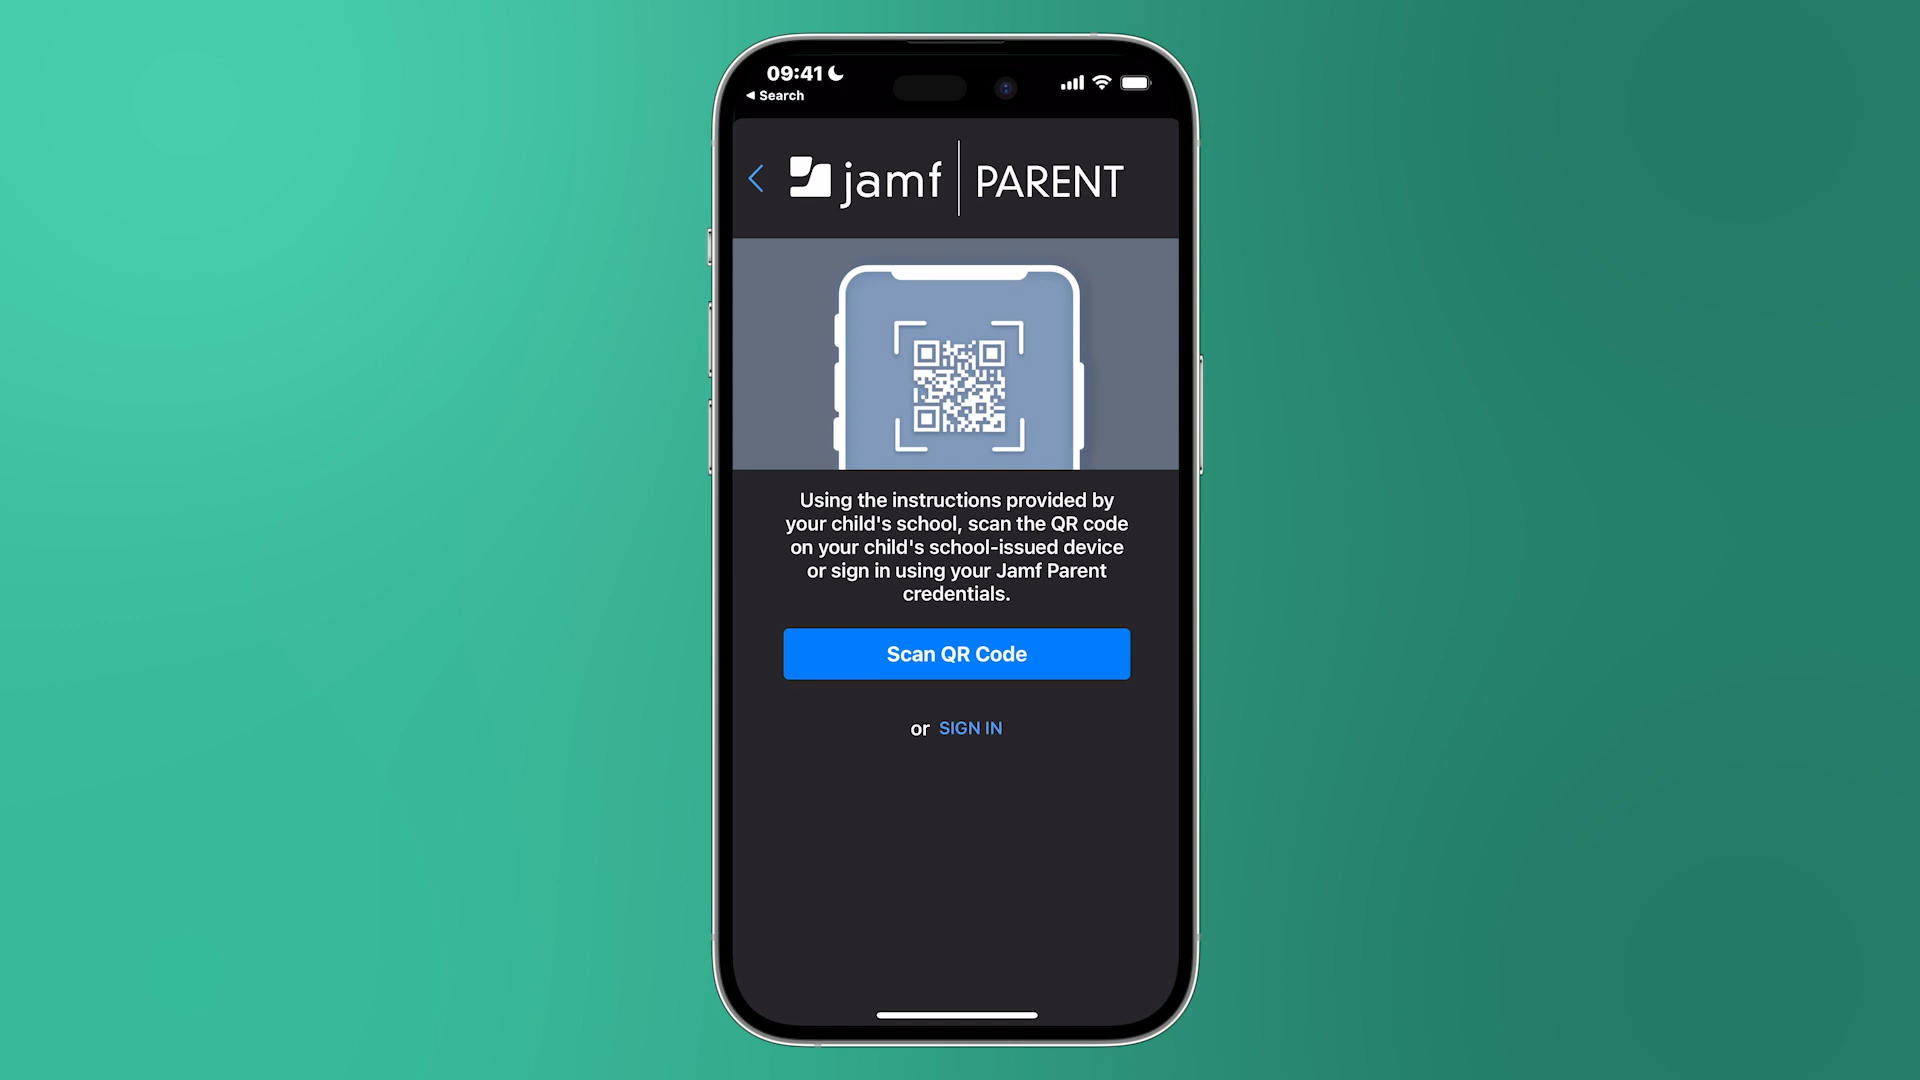 09:41
◀ Search
jamf | PARENT
Using the instructions provided by
your child's school, scan the QR code
on your child's school-issued device
or sign in using your Jamf Parent
credentials.
Scan QR Code
or SIGN IN